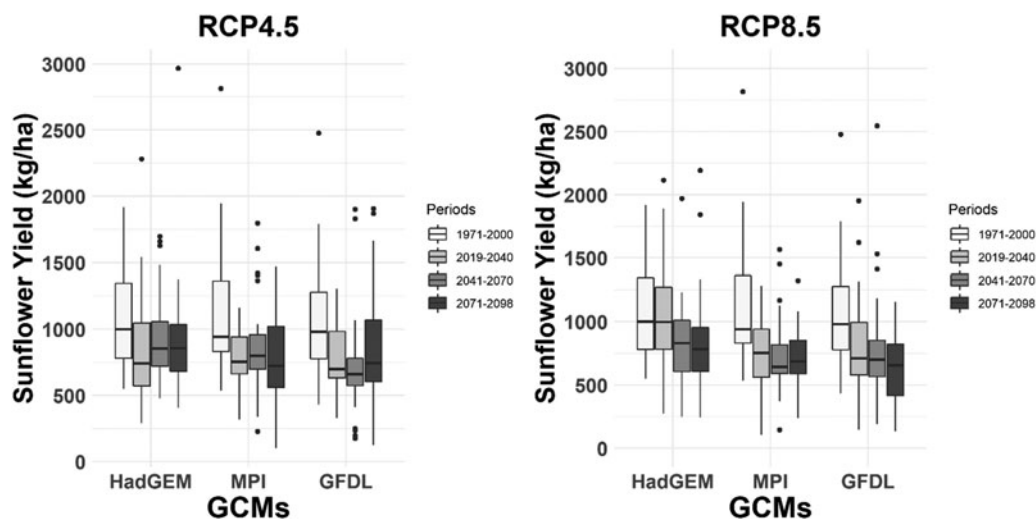 RCP4.5
Sunflower Yield (kg/ha)
3000
2500
2000
1500
1000
500
0
HadGEM MPI GFDL
GCMs
Periods
1971-2000
2019-2040
2041-2070
2071-2098
RCP8.5
Sunflower Yield (kg/ha)
3000
2500
2000
1500
1000
500
0
HadGEM MPI GFDL
GCMs
Periods
1971-2000
2019-2040
2041-2070
2071-2098